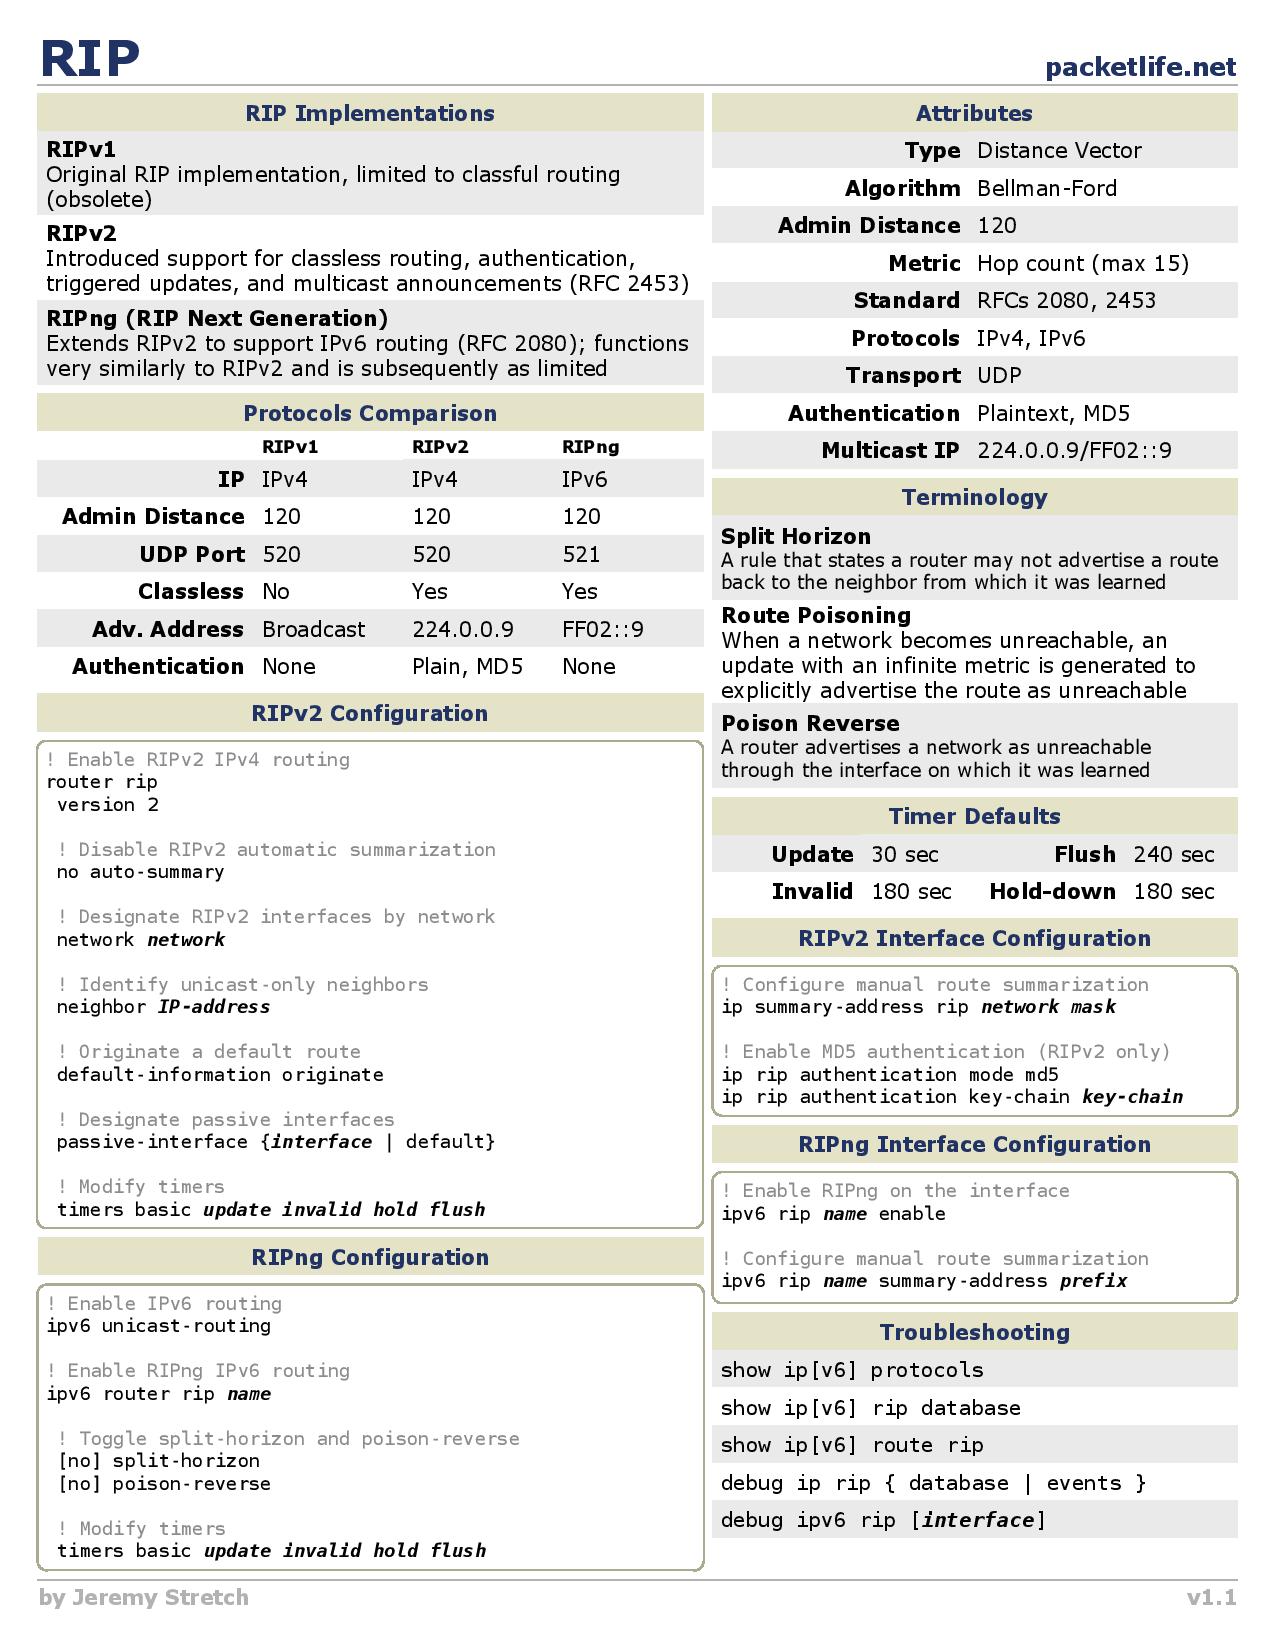 RIP
packetlife.net
RIP Implementations
RIPv1
Original RIP implementation, limited to classful routing
(obsolete)
RIPv2
Introduced support for classless routing, authentication,
triggered updates, and multicast announcements (RFC 2453)
RIPng (RIP Next Generation)
Extends RIPv2 to support IPv6 routing (RFC 2080); functions
very similarly to RIPv2 and is subsequently as limited
Protocols Comparison
RIPv1 RIPv2 RIPng
IP IPv4 IPv4 IPv6
Admin Distance 120 120 120
UDP Port 520 520 521
Classless No Yes Yes
Adv. Address Broadcast 224.0.0.9 FF02::9
Authentication None Plain, MD5 None
RIPv2 Configuration
! Enable RIPv2 IPv4 routing
router rip
version 2
! Disable RIPv2 automatic summarization
no auto-summary
! Designate RIPv2 interfaces by network
network network
! Identify unicast-only neighbors
neighbor IP-address
! Originate a default route
default-information originate
! Designate passive interfaces
passive-interface {interface | default}
! Modify timers
timers basic update invalid hold flush
RIPng Configuration
! Enable IPv6 routing
ipv6 unicast-routing
! Enable RIPng IPv6 routing
ipv6 router rip name
! Toggle split-horizon and poison-reverse
[no] split-horizon
[no] poison-reverse
! Modify timers
timers basic update invalid hold flush
Attributes
Type Distance Vector
Algorithm Bellman-Ford
Admin Distance 120
Metric Hop count (max 15)
Standard RFCs 2080, 2453
Protocols IPv4, IPv6
Transport UDP
Authentication Plaintext, MD5
Multicast IP 224.0.0.9/FF02::9
Terminology
Split Horizon
A rule that states a router may not advertise a route
back to the neighbor from which it was learned
Route Poisoning
When a network becomes unreachable, an
update with an infinite metric is generated to
explicitly advertise the route as unreachable
Poison Reverse
A router advertises a network as unreachable
through the interface on which it was learned
Timer Defaults
Update 30 sec Flush 240 sec
Invalid 180 sec Hold-down 180 sec
RIPv2 Interface Configuration
! Configure manual route summarization
ip summary-address rip network mask
! Enable MD5 authentication (RIPv2 only)
ip rip authentication mode md5
ip rip authentication key-chain key-chain
RIPng Interface Configuration
! Enable RIPng on the interface
ipv6 rip name enable
! Configure manual route summarization
ipv6 rip name summary-address prefix
Troubleshooting
show ip[v6] protocols
show ip[v6] rip database
show ip[v6] route rip
debug ip rip { database | events }
debug ipv6 rip [interface]
by Jeremy Stretch
v1.1